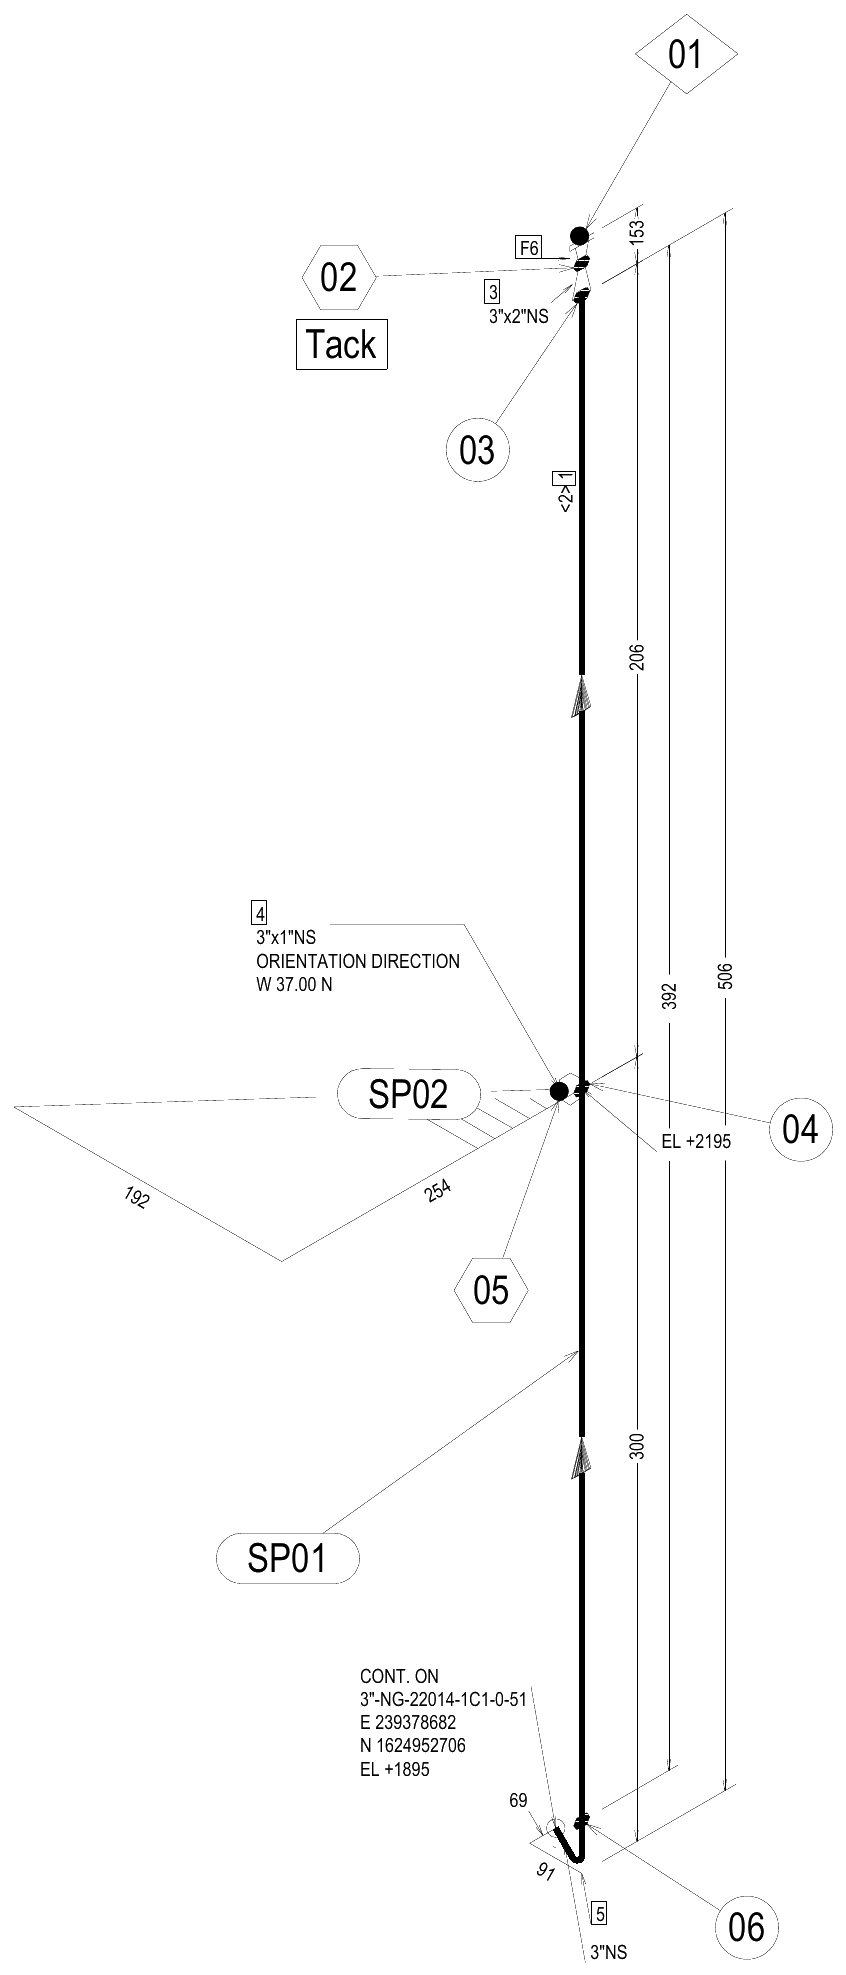 01
153
F6
02
3
3"x2"NS
Tack
03
<2> 1
206
4
3"x1"NS
ORIENTATION DIRECTION
W 37.00 N
506
392
SP02
04
EL +2195
192
254
05
300
SP01
CONT. ON
3"-NG-22014-1C1-0-51
E 239378682
N 1624952706
EL +1895
69
91
5
06
3"NS